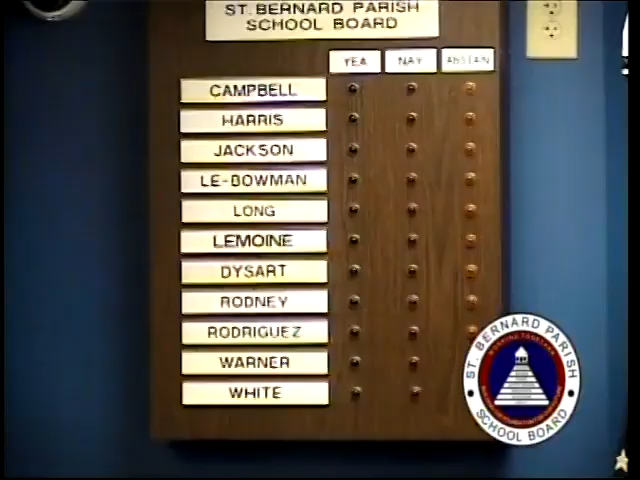 ST. BERNARD PARISH
SCHOOL BOARD
YEA NAY ABSTAIN
CAMPBELL
HARRIS
JACKSON
LE-BOWMAN
LONG
LEMOINE
DYSART
RODNEY
RODRIGUEZ
WARNER
WHITE
ST. BERNARD PARISH
SCHOOL BOARD